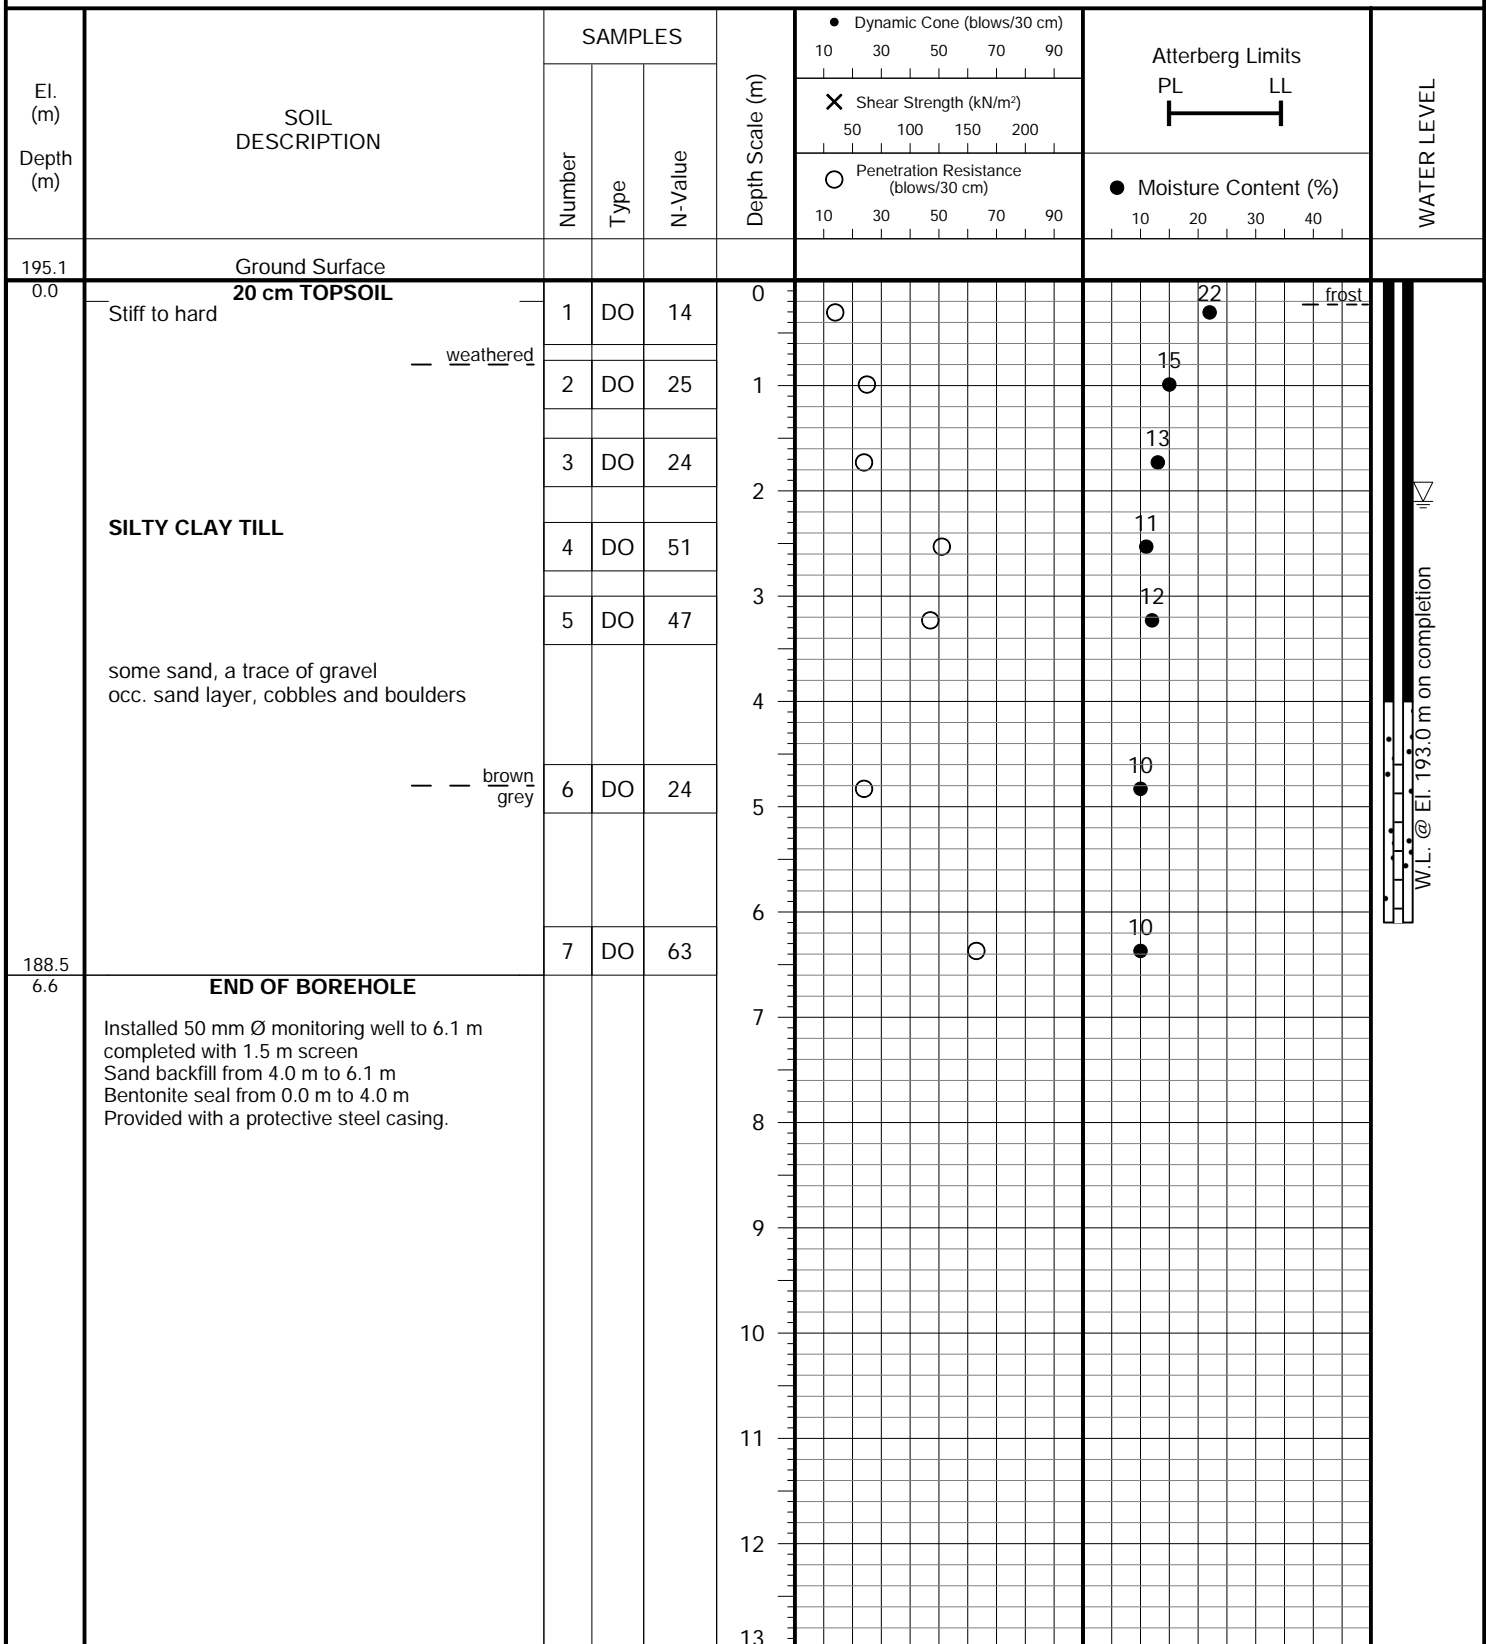 El.
(m)
Depth
(m)
SOIL
DESCRIPTION
SAMPLES
Number
Type
N-Value
Depth Scale (m)
Dynamic Cone (blows/30 cm)
10 30 50 70 90
Shear Strength (kN/m²)
50 100 150 200
Penetration Resistance
(blows/30 cm)
10 30 50 70 90
Atterberg Limits
PL LL
Moisture Content (%)
10 20 30 40
WATER LEVEL
195.1 Ground Surface
0.0 20 cm TOPSOIL 0 22 frost
Stiff to hard 1 DO 14
weathered
2 DO 25 1 15
3 DO 24 13
2
SILTY CLAY TILL 11
4 DO 51
3 12
5 DO 47
some sand, a trace of gravel
occ. sand layer, cobbles and boulders
4
brown 10
grey 6 DO 24
5
W.L. @ El. 193.0 m on completion
6
10
7 DO 63
188.5
6.6 END OF BOREHOLE
Installed 50 mm Ø monitoring well to 6.1 m
completed with 1.5 m screen
Sand backfill from 4.0 m to 6.1 m
Bentonite seal from 0.0 m to 4.0 m
Provided with a protective steel casing.
7
8
9
10
11
12
13